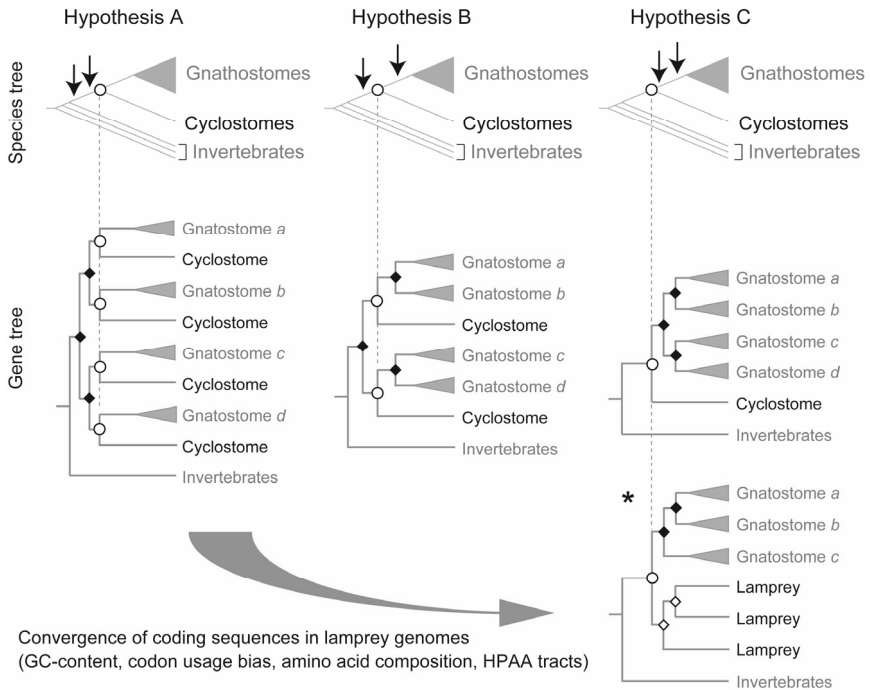 Hypothesis A
Hypothesis B
Hypothesis C
Species tree
Gnathostomes
Cyclostomes
Invertebrates
Gnathostomes
Cyclostomes
Invertebrates
Gnathostomes
Cyclostomes
Invertebrates
Gene tree
Gnatostome a
Cyclostome
Gnatostome b
Cyclostome
Gnatostome c
Cyclostome
Gnatostome d
Cyclostome
Invertebrates
Gnatostome a
Gnatostome b
Cyclostome
Gnatostome c
Gnatostome d
Cyclostome
Invertebrates
Gnatostome a
Gnatostome b
Gnatostome c
Gnatostome d
Cyclostome
Invertebrates
*
Gnatostome a
Gnatostome b
Gnatostome c
Lamprey
Lamprey
Lamprey
Invertebrates
Convergence of coding sequences in lamprey genomes
(GC-content, codon usage bias, amino acid composition, HPAA tracts)